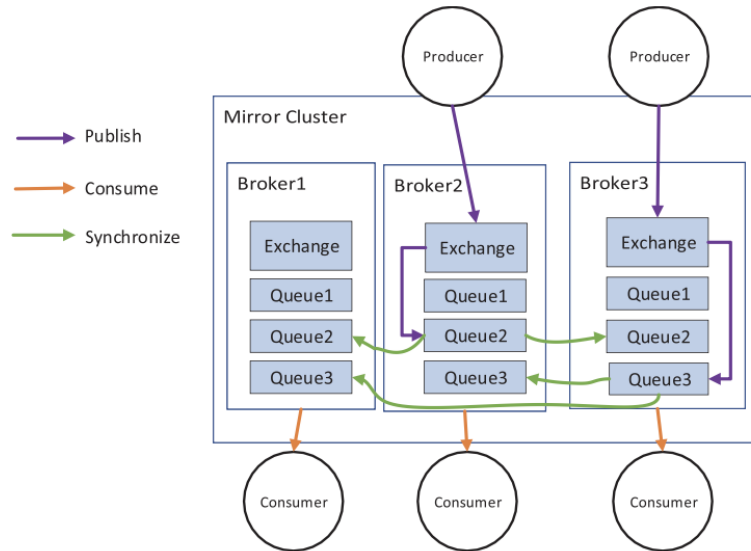 Producer
Producer
Mirror Cluster
Publish
Consume
Synchronize
Broker1
Exchange
Queue1
Queue2
Queue3
Broker2
Exchange
Queue1
Queue2
Queue3
Broker3
Exchange
Queue1
Queue2
Queue3
Consumer
Consumer
Consumer